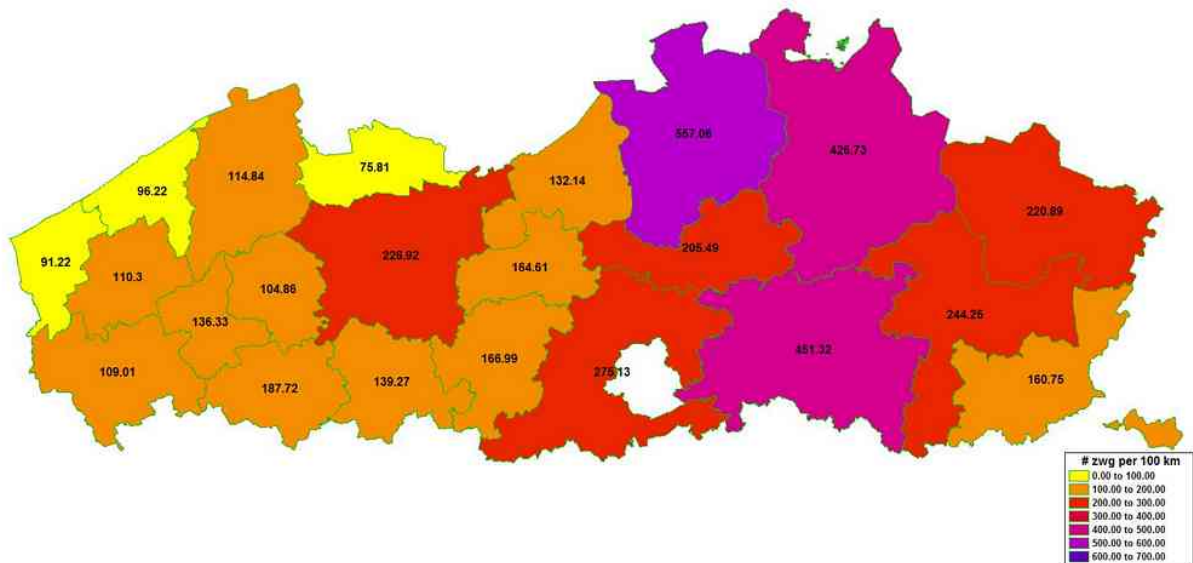 557.06
426.73
114.84
75.81
132.14
96.22
220.89
205.49
226.92
91.22
110.3
164.61
104.86
244.25
136.33
451.32
109.01
187.72
139.27
166.99
275.13
160.75
# zwg per 100 km
0.00 to 100.00
100.00 to 200.00
200.00 to 300.00
300.00 to 400.00
400.00 to 500.00
500.00 to 600.00
600.00 to 700.00